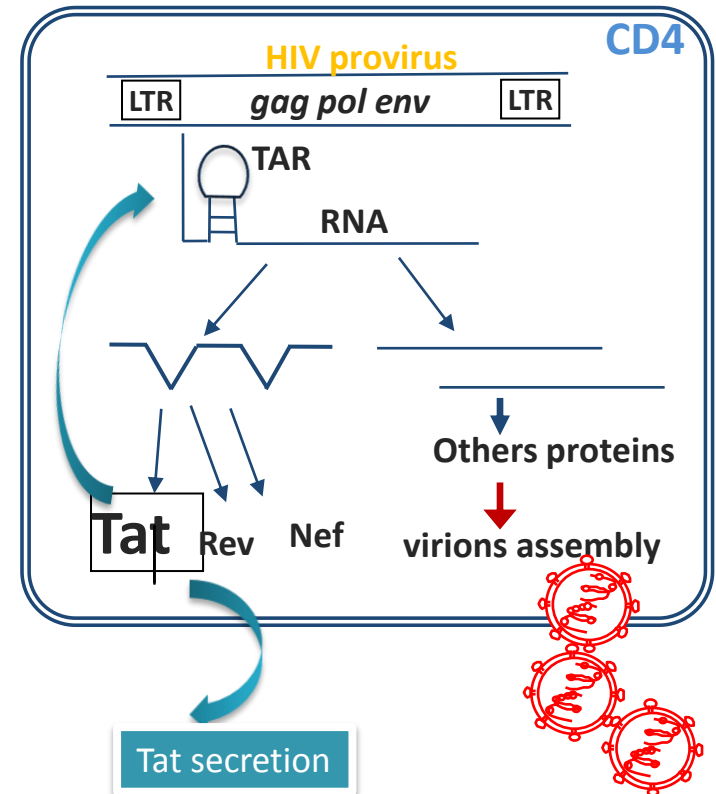 CD4
HIV provirus
LTR gag pol env LTR
TAR
RNA
Others proteins
Tat Rev Nef
virions assembly
Tat secretion